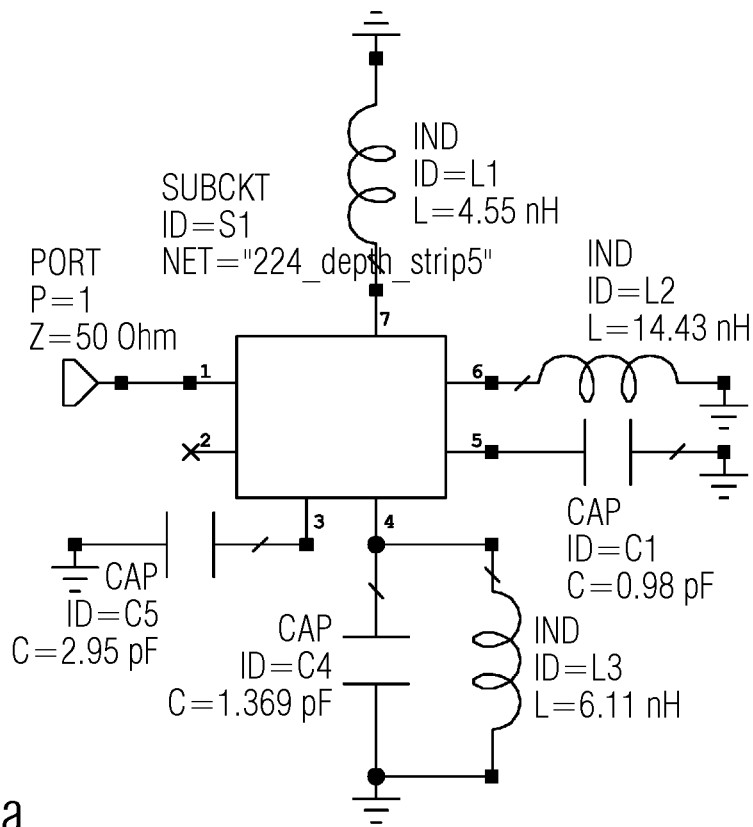 IND
ID=L1
L=4.55 nH
SUBCKT
ID=S1
NET="224_depth_strip5"
PORT
P=1
Z=50 Ohm
IND
ID=L2
L=14.43 nH
7
1
6
2
5
3
4
CAP
ID=C1
C=0.98 pF
CAP
ID=C5
C=2.95 pF
CAP
ID=C4
C=1.369 pF
IND
ID=L3
L=6.11 nH
a